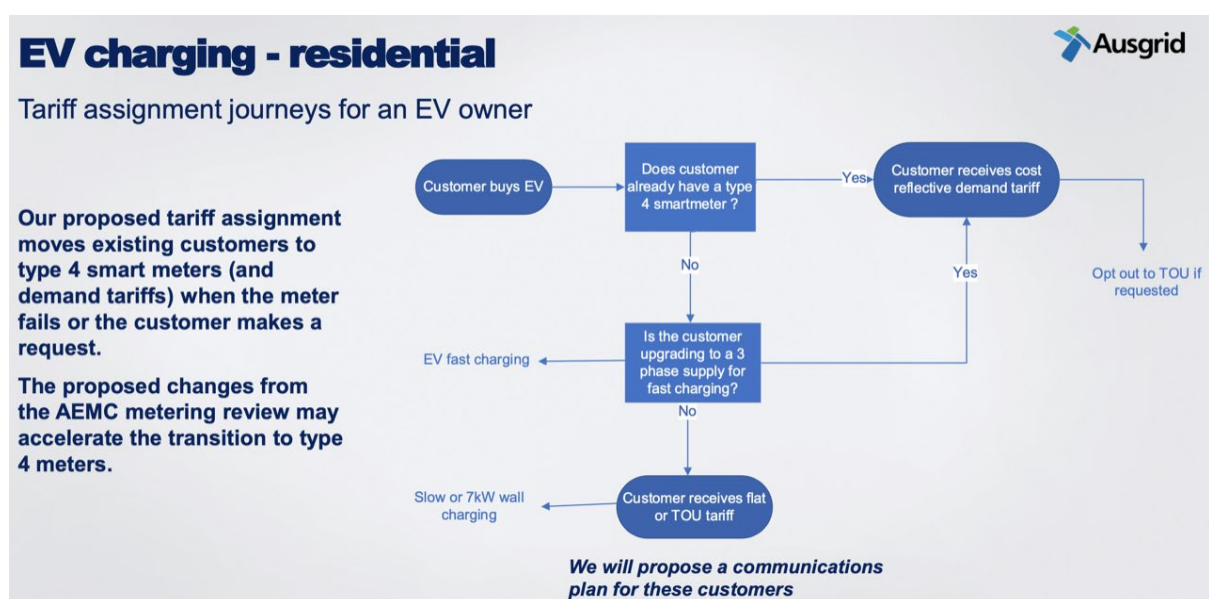 EV charging - residential
Ausgrid
Tariff assignment journeys for an EV owner
Our proposed tariff assignment
moves existing customers to
type 4 smart meters (and
demand tariffs) when the meter
fails or the customer makes a
request.
The proposed changes from
the AEMC metering review may
accelerate the transition to type
4 meters.
Customer buys EV
Does customer
already have a type
4 smartmeter ?
Yes
Customer receives cost
reflective demand tariff
Opt out to TOU if
requested
No
Yes
Is the customer
upgrading to a 3
phase supply for
fast charging?
EV fast charging
No
Customer receives flat
or TOU tariff
Slow or 7kW wall
charging
We will propose a communications
plan for these customers